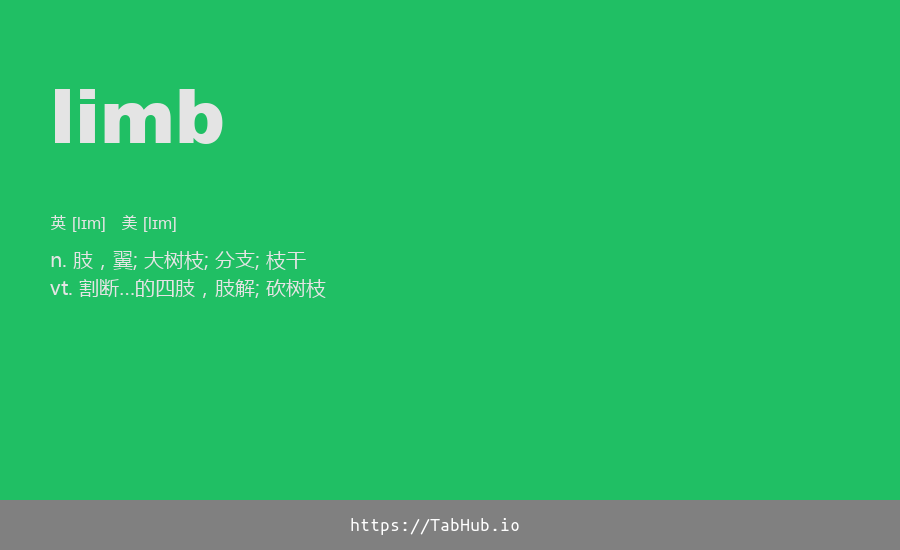 limb
英 [lɪm] 美 [lɪm]
n. 肢，翼; 大树枝; 分支; 枝干
vt. 割断...的四肢，肢解; 砍树枝
https://TabHub.io